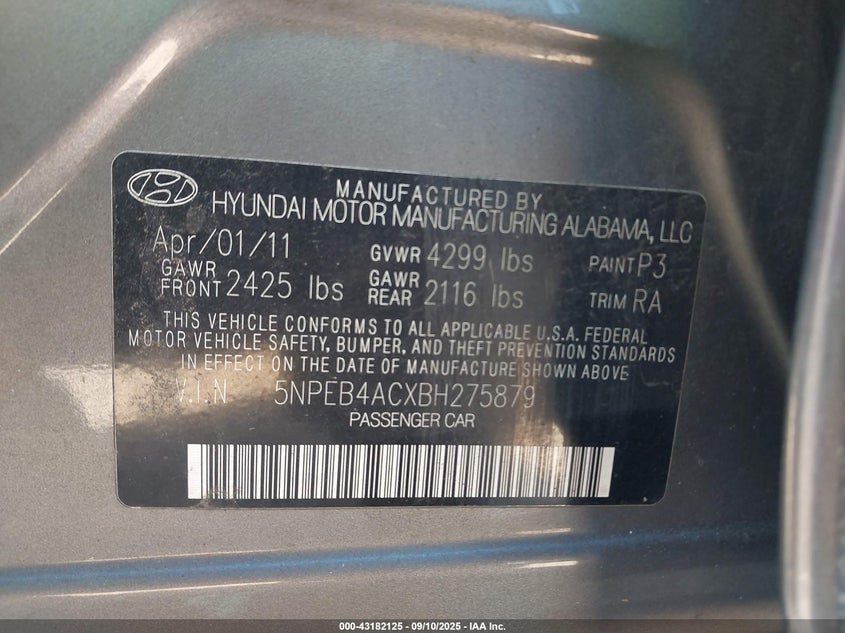 MANUFACTURED BY
HYUNDAI MOTOR MANUFACTURING ALABAMA, LLC
Apr/01/11 GVWR 4299 lbs PAINT P3
GAWR FRONT 2425 lbs GAWR REAR 2116 lbs TRIM RA
THIS VEHICLE CONFORMS TO ALL APPLICABLE U.S.A. FEDERAL
MOTOR VEHICLE SAFETY, BUMPER, AND THEFT PREVENTION STANDARDS
IN EFFECT ON THE DATE OF MANUFACTURE SHOWN ABOVE.
V.I.N 5NPEB4ACXBH275879
PASSENGER CAR
000-43182125 - 09/10/2025 - IAA Inc.